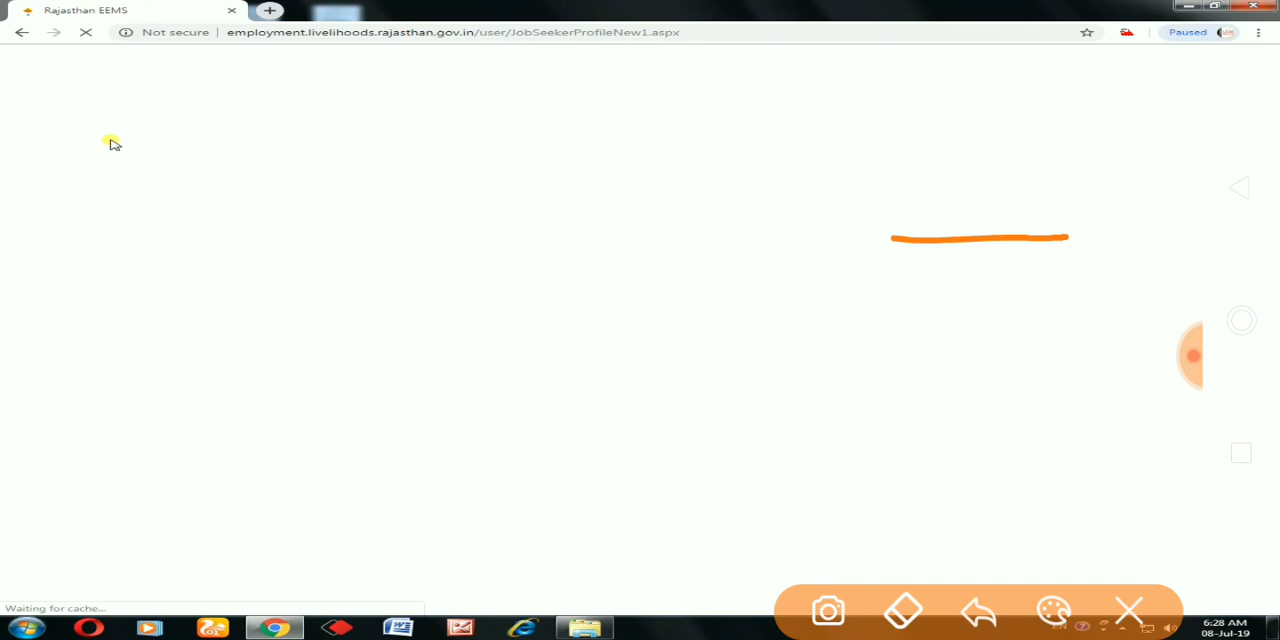 Rajasthan EEMS
Not secure
employment.livelihoods.rajasthan.gov.in/user/JobSeekerProfileNew1.aspx
Paused
Waiting for cache...
EN
6:28 AM
08-Jul-19